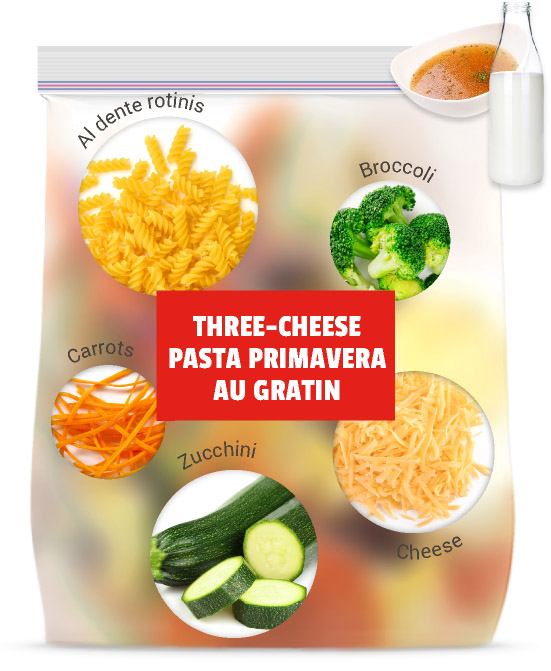 Al dente rotinis
Broccoli
THREE-CHEESE
PASTA PRIMAVERA
AU GRATIN
Carrots
Zucchini
Cheese